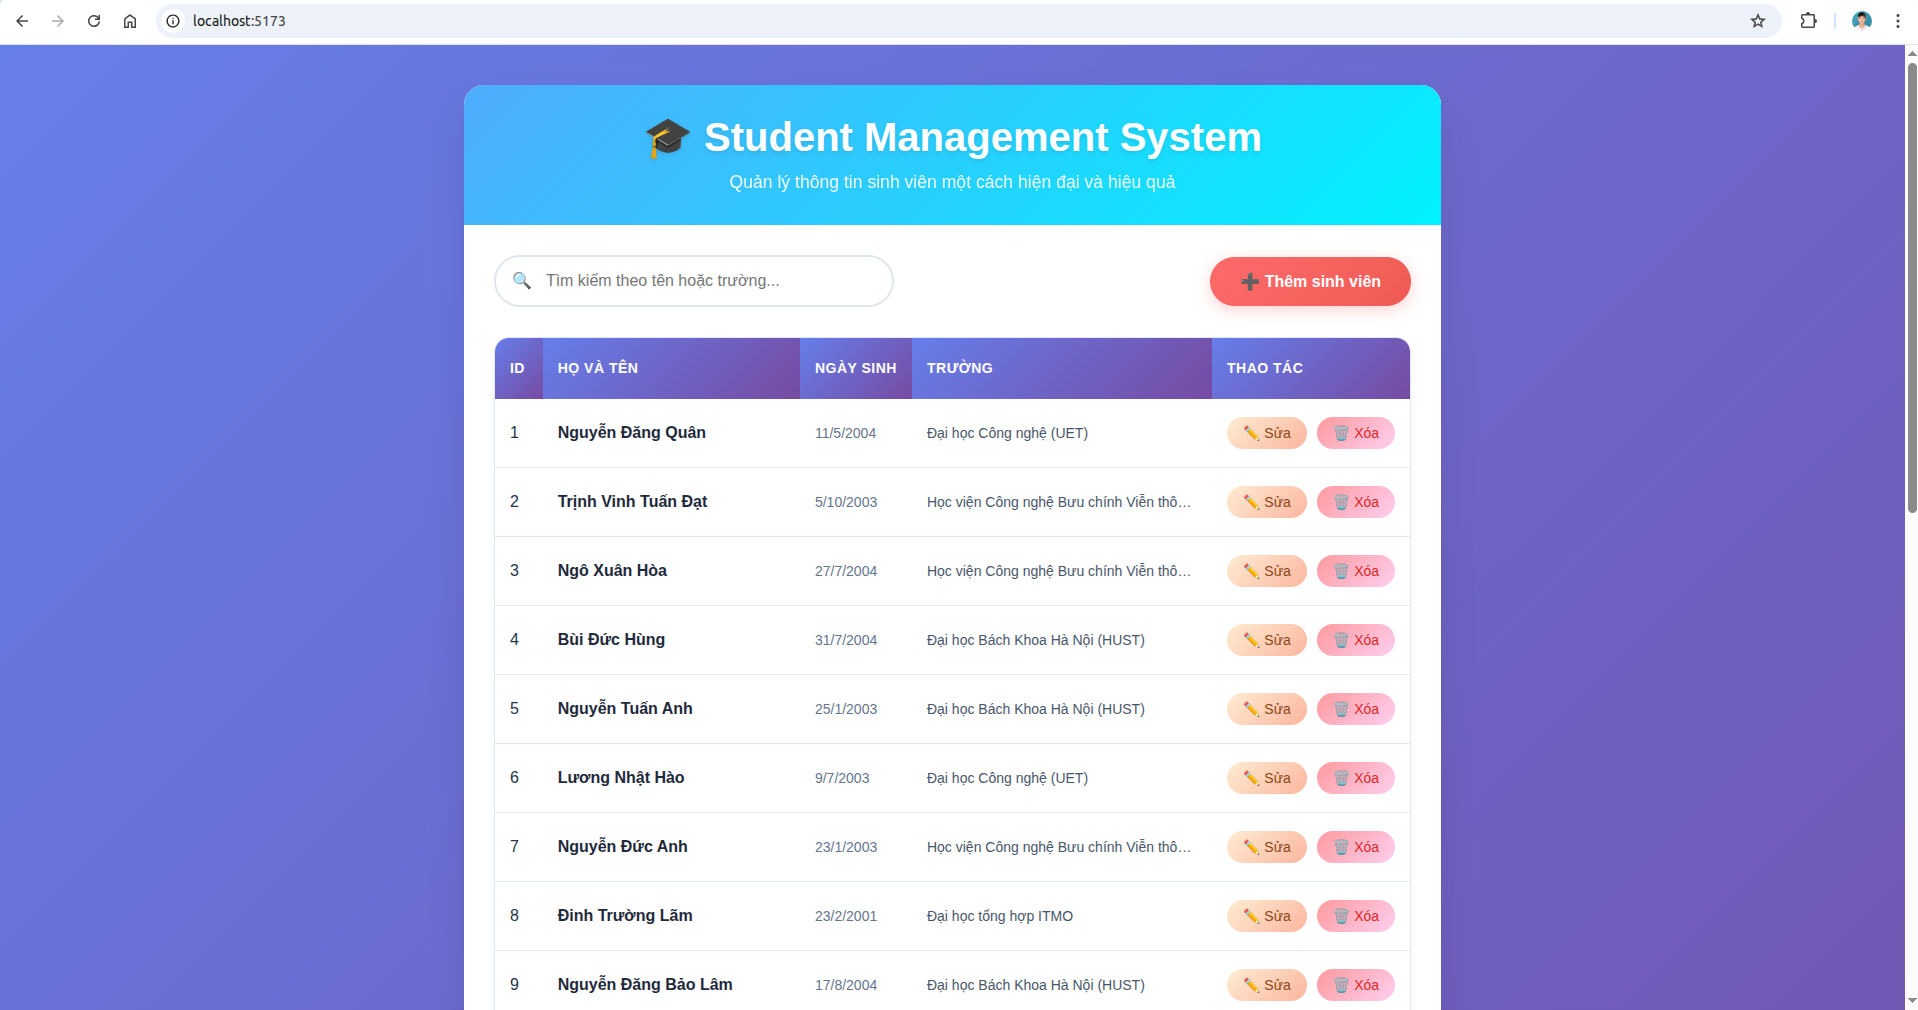 localhost:5173
🎓 Student Management System
Quản lý thông tin sinh viên một cách hiện đại và hiệu quả
🔍 Tìm kiếm theo tên hoặc trường...
➕ Thêm sinh viên
ID HỌ VÀ TÊN NGÀY SINH TRƯỜNG THAO TÁC
1 Nguyễn Đăng Quân 11/5/2004 Đại học Công nghệ (UET) ✏️ Sửa 🗑️ Xóa
2 Trịnh Vinh Tuấn Đạt 5/10/2003 Học viện Công nghệ Bưu chính Viễn thô... ✏️ Sửa 🗑️ Xóa
3 Ngô Xuân Hòa 27/7/2004 Học viện Công nghệ Bưu chính Viễn thô... ✏️ Sửa 🗑️ Xóa
4 Bùi Đức Hùng 31/7/2004 Đại học Bách Khoa Hà Nội (HUST) ✏️ Sửa 🗑️ Xóa
5 Nguyễn Tuấn Anh 25/1/2003 Đại học Bách Khoa Hà Nội (HUST) ✏️ Sửa 🗑️ Xóa
6 Lương Nhật Hào 9/7/2003 Đại học Công nghệ (UET) ✏️ Sửa 🗑️ Xóa
7 Nguyễn Đức Anh 23/1/2003 Học viện Công nghệ Bưu chính Viễn thô... ✏️ Sửa 🗑️ Xóa
8 Đinh Trường Lãm 23/2/2001 Đại học tổng hợp ITMO ✏️ Sửa 🗑️ Xóa
9 Nguyễn Đăng Bảo Lâm 17/8/2004 Đại học Bách Khoa Hà Nội (HUST) ✏️ Sửa 🗑️ Xóa